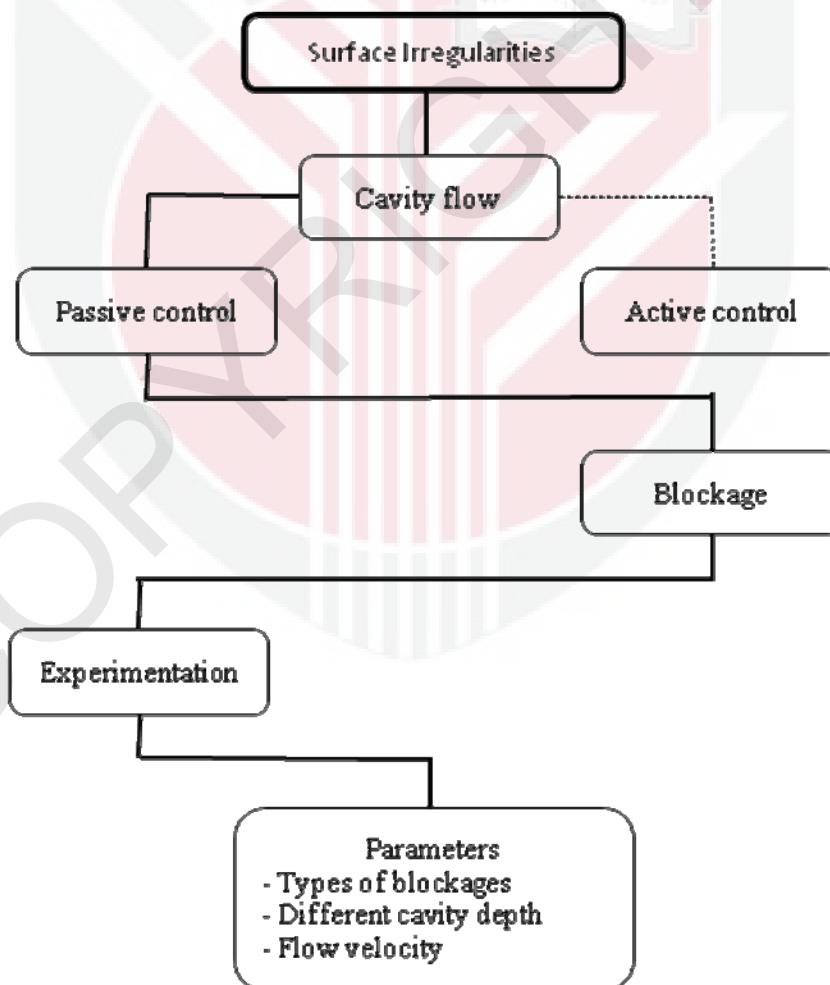 Surface Irregularities
Cavity flow
Passive control
Active control
Blockage
Experimentation
Parameters
- Types of blockages
- Different cavity depth
- Flow velocity
COPYRIGH